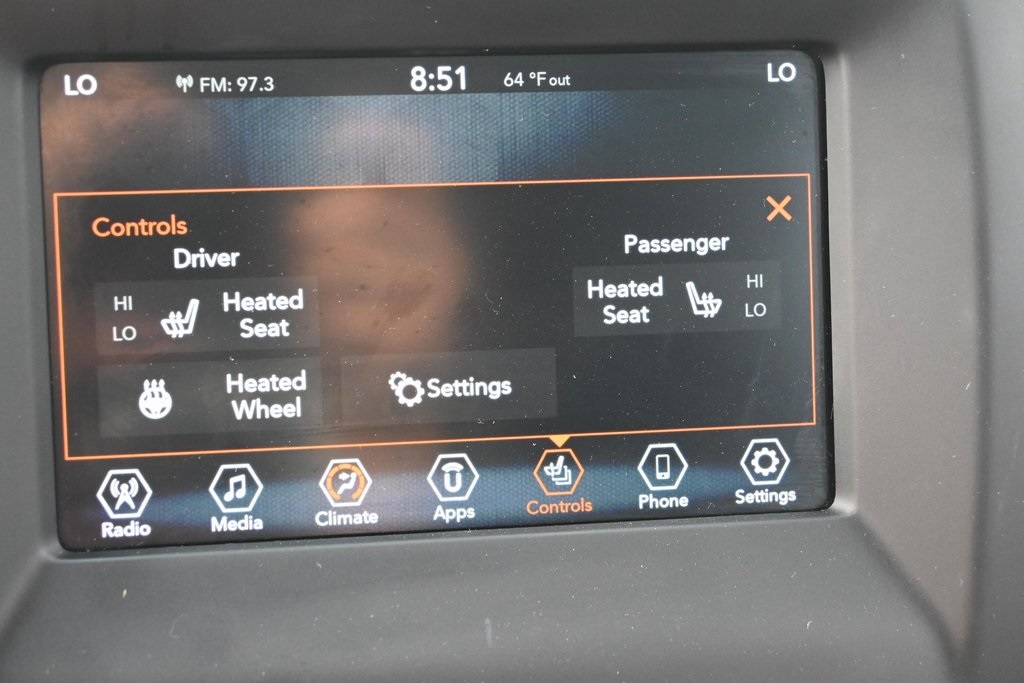 LO
FM: 97.3
8:51
64 °F out
LO
Controls
Driver
Passenger
HI
LO
Heated
Seat
Heated
Seat
HI
LO
Heated
Wheel
Settings
Radio
Media
Climate
Apps
Controls
Phone
Settings